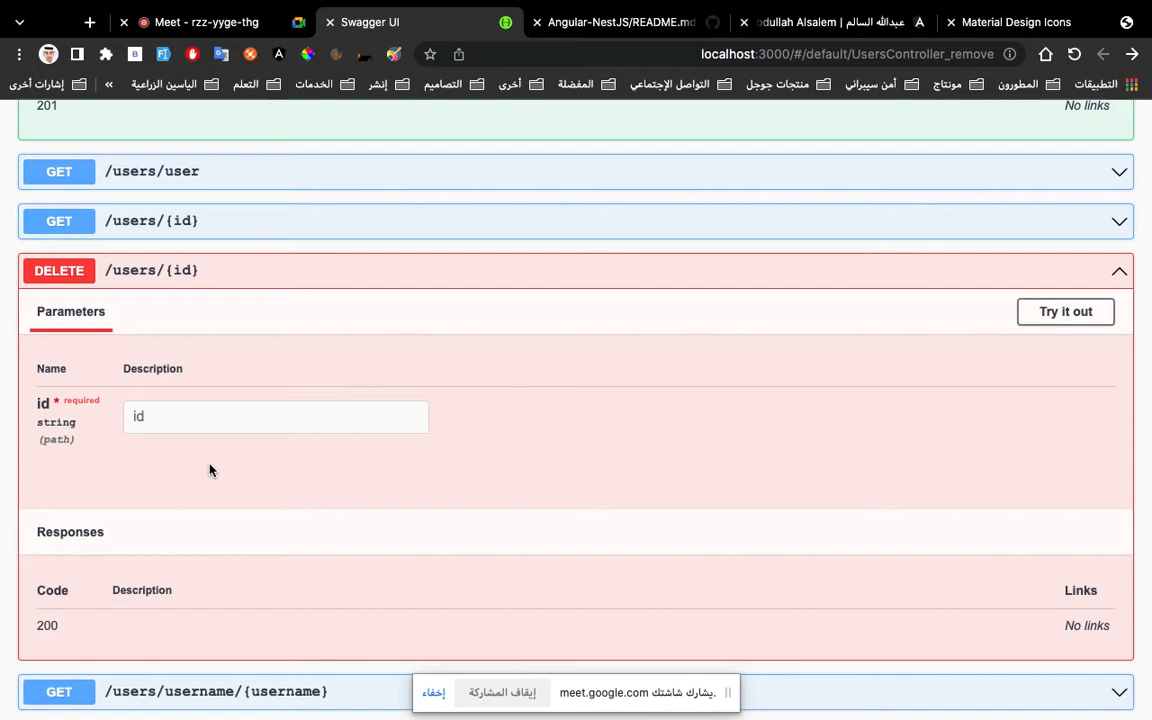 Meet - rzz-yyge-thg
Swagger UI
Angular-NestJS/README.md
عبدالله السالم | Abdullah Alsalem
Material Design Icons
localhost:3000/#/default/UsersController_remove
التطبيقات
المطورون
مونتاج
أمن سيبراني
منتجات جوجل
التواصل الإجتماعي
المفضلة
أخرى
التصاميم
إنشر
الخدمات
التعلم
الياسين الزراعية
»
إشارات أخرى
201 No links
GET /users/user
GET /users/{id}
DELETE /users/{id}
Parameters Try it out
Name Description
id * required
id
string
(path)
Responses
Code Description Links
200 No links
GET /users/username/{username}
يشارك شاشتك meet.google.com.
إيقاف المشاركة
إخفاء